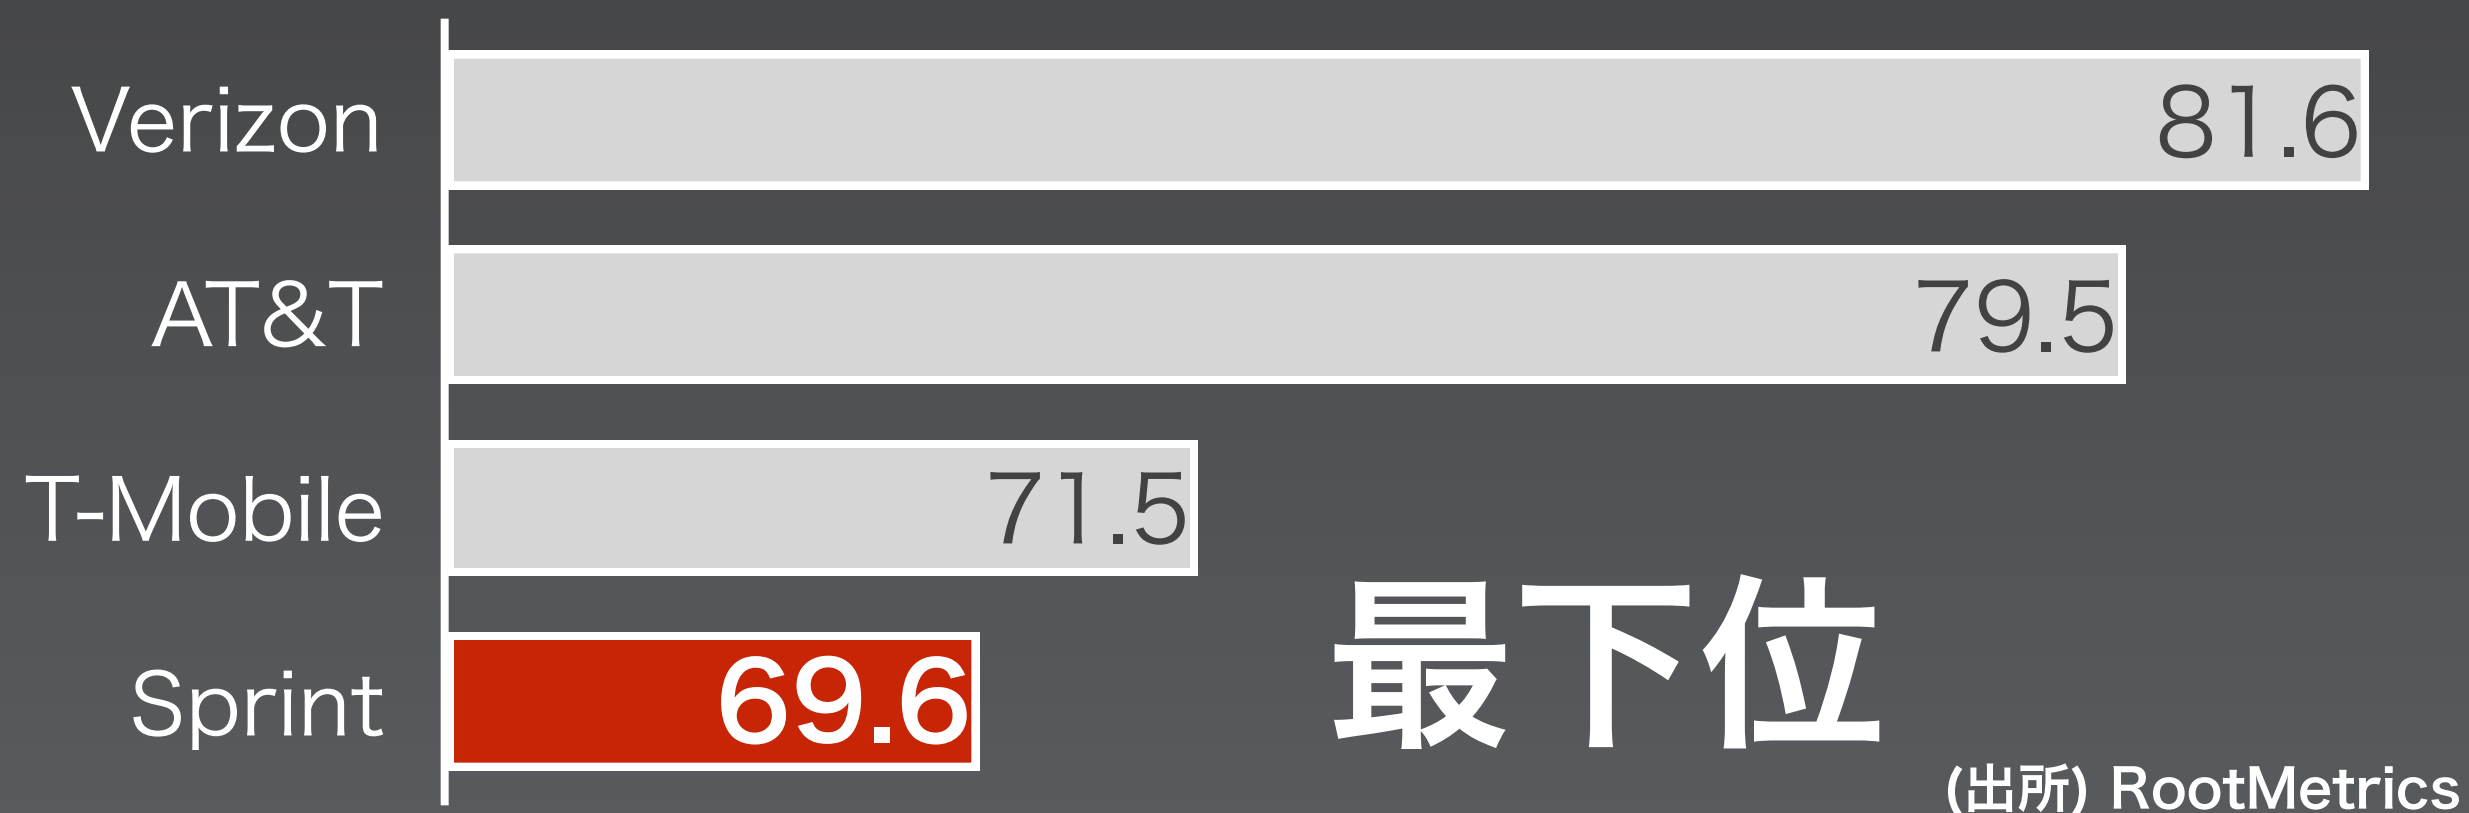 Verizon 81.6
AT&T 79.5
T-Mobile 71.5
Sprint 69.6
最下位
(出所) RootMetrics